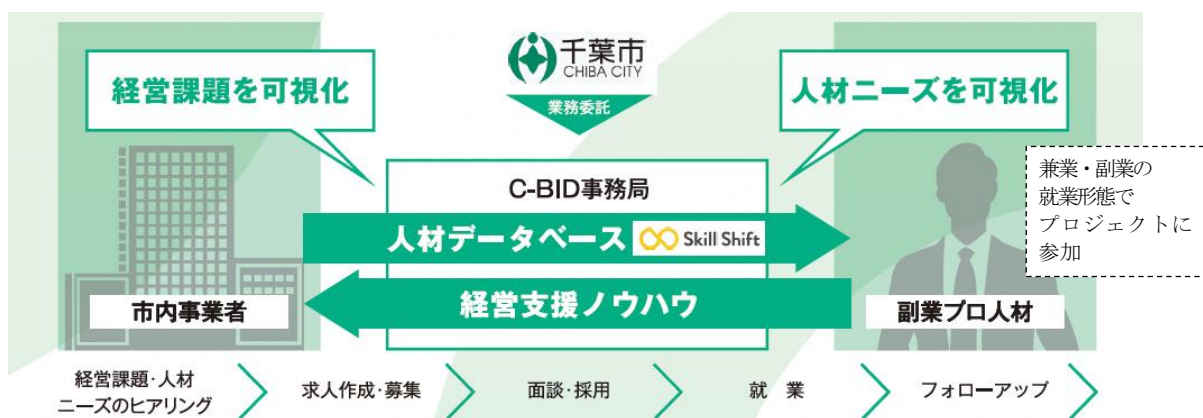 千葉市
CHIBA CITY
業務委託
経営課題を可視化
人材ニーズを可視化
兼業・副業の
就業形態で
プロジェクトに
参加
C-BID事務局
人材データベース Skill Shift
経営支援ノウハウ
市内事業者
副業プロ人材
経営課題・人材
ニーズのヒアリング
求人作成・募集
面談・採用
就 業
フォローアップ